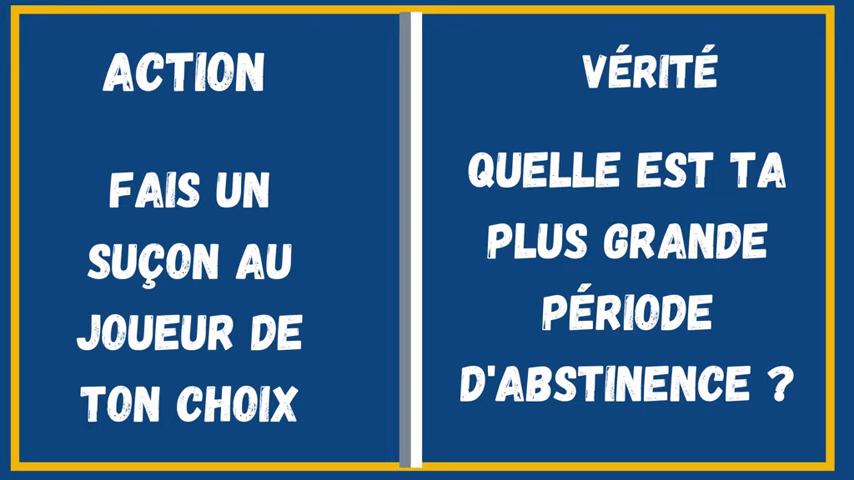 ACTION
FAIS UN
SUÇON AU
JOUEUR DE
TON CHOIX
VÉRITÉ
QUELLE EST TA
PLUS GRANDE
PÉRIODE
D'ABSTINENCE ?